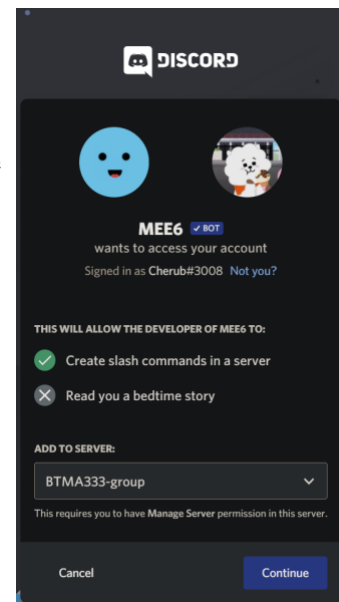 DISCORD
MEE6 ✓ BOT
wants to access your account
Signed in as Cherub#3008 Not you?
THIS WILL ALLOW THE DEVELOPER OF MEE6 TO:
Create slash commands in a server
Read you a bedtime story
ADD TO SERVER:
BTMA333-group
This requires you to have Manage Server permission in this server.
Cancel Continue